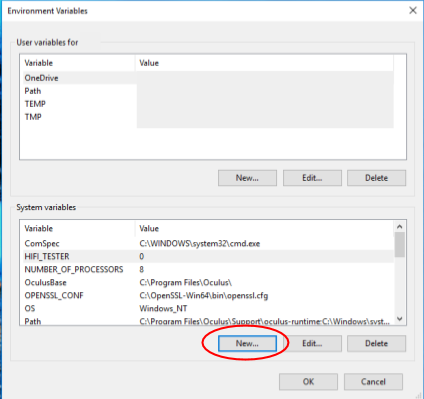 Environment Variables
User variables for
Variable Value
OneDrive
Path
TEMP
TMP
New... Edit... Delete
System variables
Variable Value
ComSpec C:\WINDOWS\system32\cmd.exe
HIFI_TESTER 0
NUMBER_OF_PROCESSORS 8
OculusBase C:\Program Files\Oculus\
OPENSSL_CONF C:\OpenSSL-Win64\bin\openssl.cfg
OS Windows_NT
Path C:\Program Files\Oculus\Support\oculus-runtime;C:\Windows\syst...
New... Edit... Delete
OK Cancel